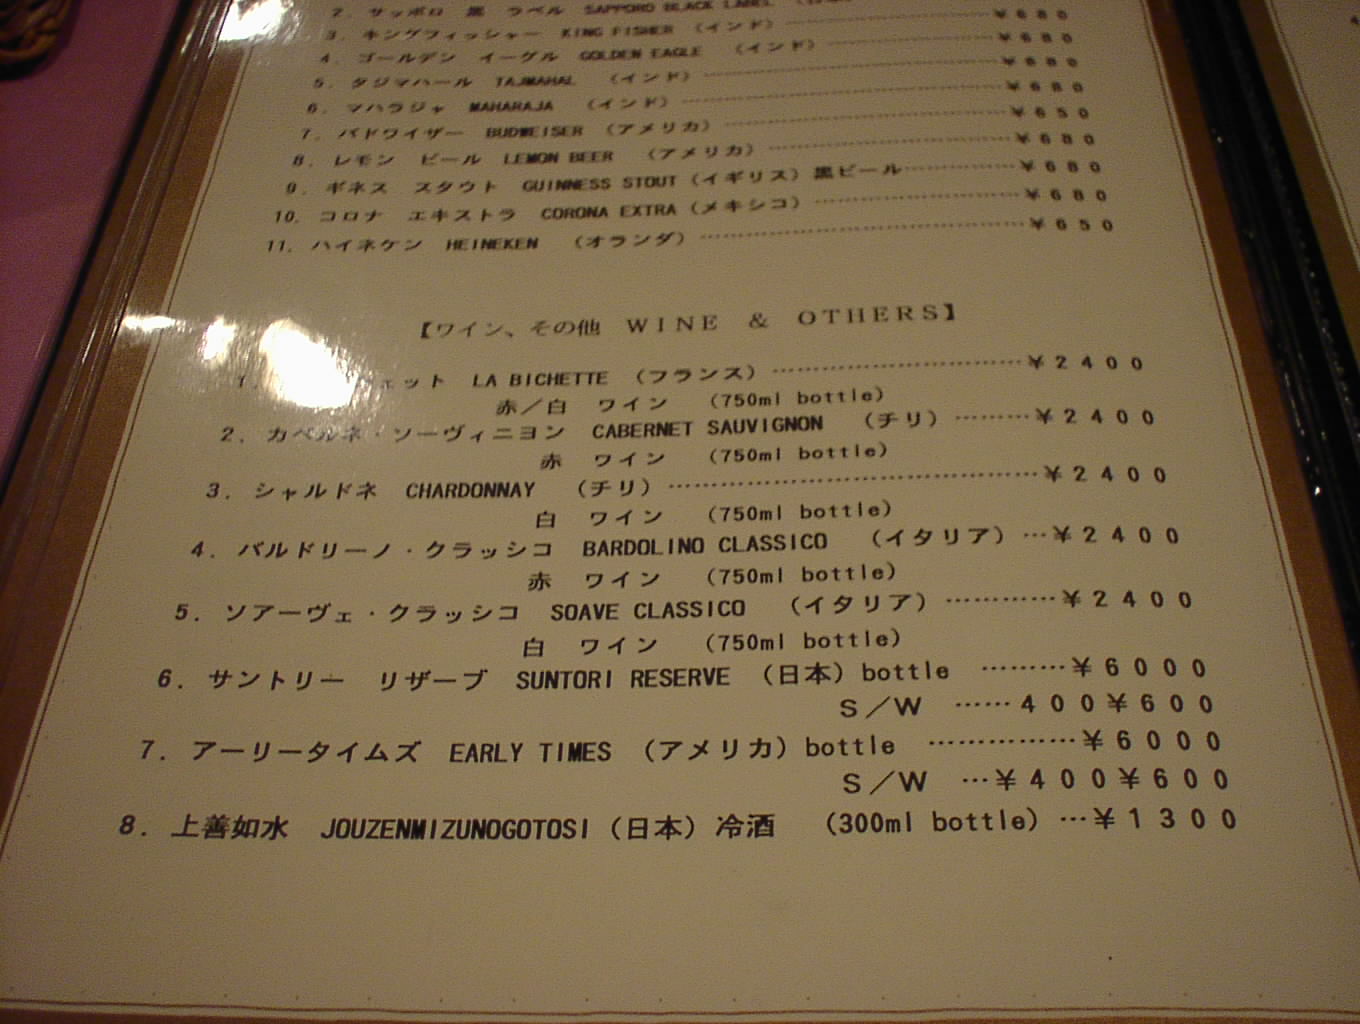 2. サッポロ 黒 ラベル SAPPORO BLACK LABEL
3. キングフィッシャー KING FISHER (インド) ¥680
4. ゴールデン イーグル GOLDEN EAGLE (インド) ¥680
5. タジマハール TAJMAHAL (インド) ¥680
6. マハラジャ MAHARAJA (インド) ¥680
7. バドワイザー BUDWEISER (アメリカ) ¥650
8. レモン ビール LEMON BEER (アメリカ) ¥680
9. ギネス スタウト GUINNESS STOUT (イギリス) 黒ビール ¥680
10. コロナ エキストラ CORONA EXTRA (メキシコ) ¥680
11. ハイネケン HEINEKEN (オランダ) ¥650
【ワイン、その他 WINE & OTHERS】
1. ェット LA BICHETTE (フランス) ¥2400
赤/白 ワイン (750ml bottle)
2. カベルネ・ソーヴィニヨン CABERNET SAUVIGNON (チリ) ¥2400
赤 ワイン (750ml bottle)
3. シャルドネ CHARDONNAY (チリ) ¥2400
白 ワイン (750ml bottle)
4. バルドリーノ・クラッシコ BARDOLINO CLASSICO (イタリア) …¥2400
赤 ワイン (750ml bottle)
5. ソアーヴェ・クラッシコ SOAVE CLASSICO (イタリア) …………¥2400
白 ワイン (750ml bottle)
6. サントリー リザーブ SUNTORI RESERVE (日本) bottle ………¥6000
S/W ……400¥600
7. アーリータイムズ EARLY TIMES (アメリカ) bottle ……………¥6000
S/W …¥400¥600
8. 上善如水 JOUZENMIZUNOGOTOSI (日本) 冷酒 (300ml bottle) …¥1300